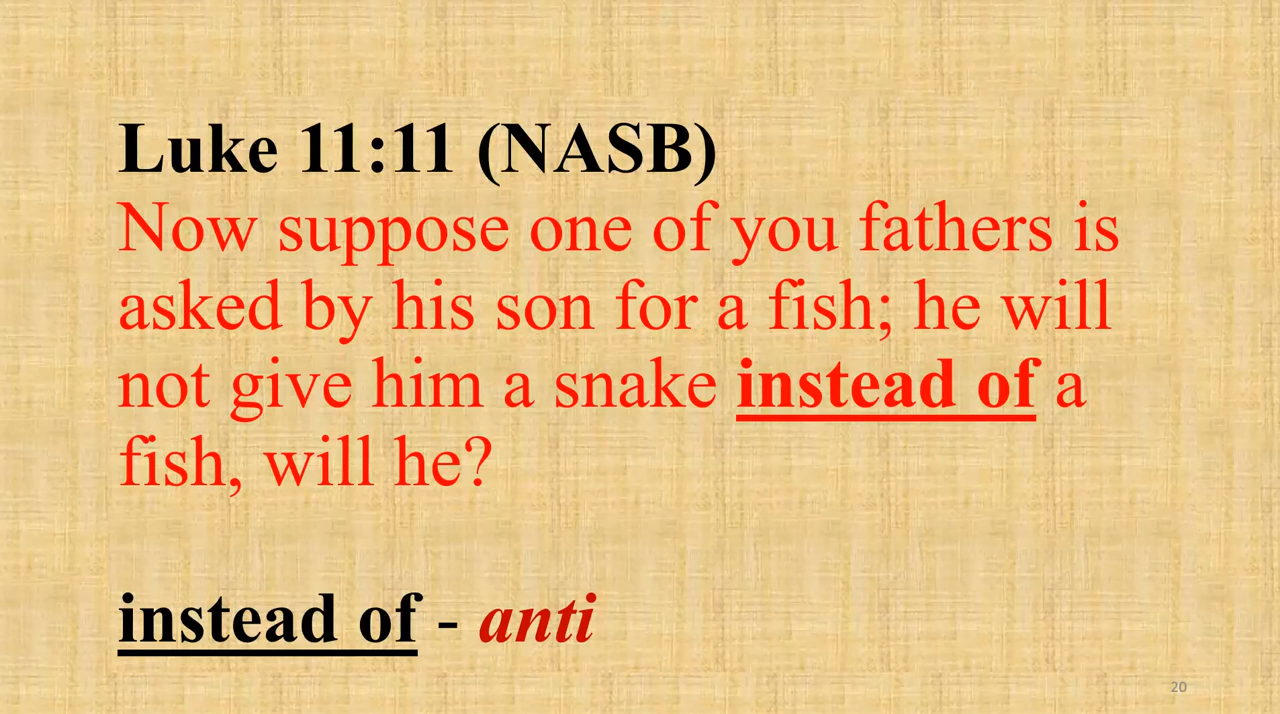 Luke 11:11 (NASB)
Now suppose one of you fathers is
asked by his son for a fish; he will
not give him a snake instead of a
fish, will he?
instead of - anti
20